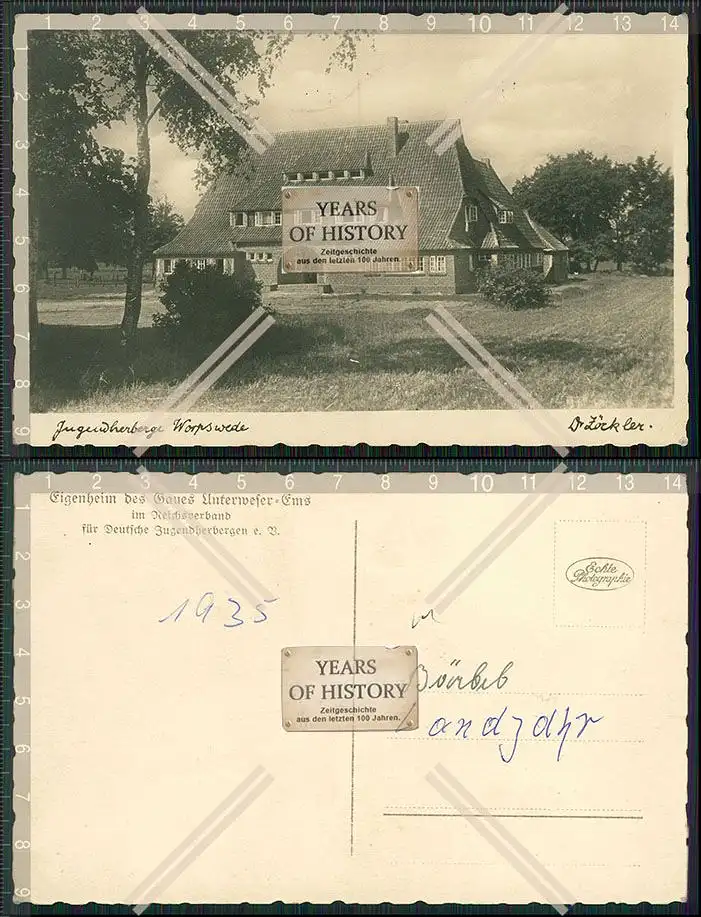 1 2 3 4 5 6 7 8 9 10 11 12 13 14
2
3
4
5
6
7
8
9
YEARS
OF HISTORY
Zeitgeschichte
aus den letzten 100 Jahren.
Jugendherberge Worpswede
Dr Zöckler.
1 2 3 4 5 6 7 8 9 10 11 12 13 14
Eigenheim des Gaues Unterweser-Ems
im Reichsverband
für Deutsche Jugendherbergen e. V.
Echte
Photographie
1935
YEARS
OF HISTORY
Zeitgeschichte
aus den letzten 100 Jahren.
Landjahr
1
2
3
4
5
6
7
8
9